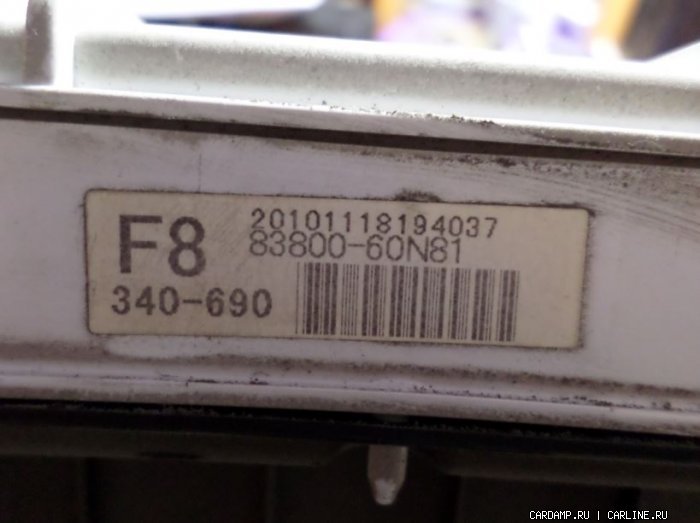 F8
20101118194037
83800-60N81
340-690
CARDAMP.RU | CARLINE.RU